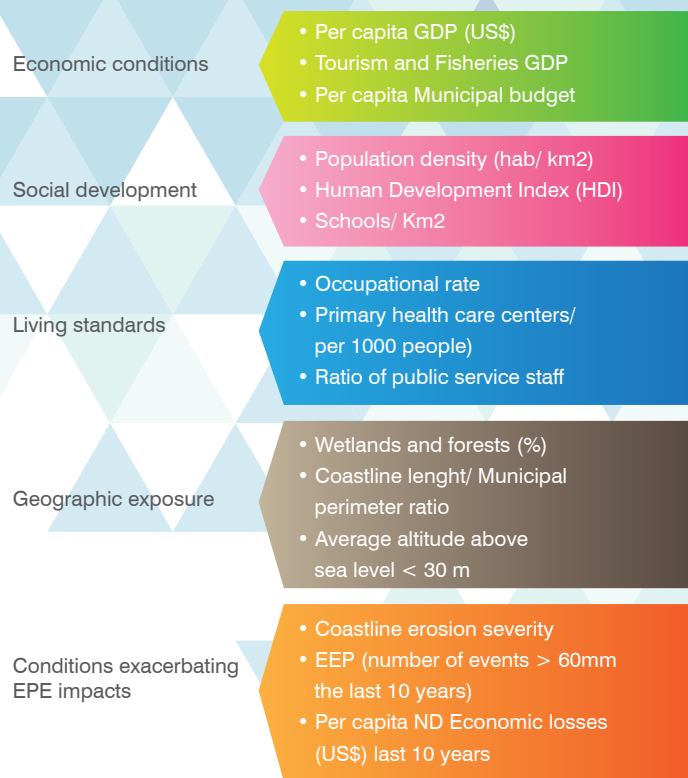 Economic conditions
• Per capita GDP (US$)
• Tourism and Fisheries GDP
• Per capita Municipal budget
Social development
• Population density (hab/ km2)
• Human Development Index (HDI)
• Schools/ Km2
Living standards
• Occupational rate
• Primary health care centers/
per 1000 people)
• Ratio of public service staff
Geographic exposure
• Wetlands and forests (%)
• Coastline lenght/ Municipal
perimeter ratio
• Average altitude above
sea level < 30 m
Conditions exacerbating
EPE impacts
• Coastline erosion severity
• EEP (number of events > 60mm
the last 10 years)
• Per capita ND Economic losses
(US$) last 10 years